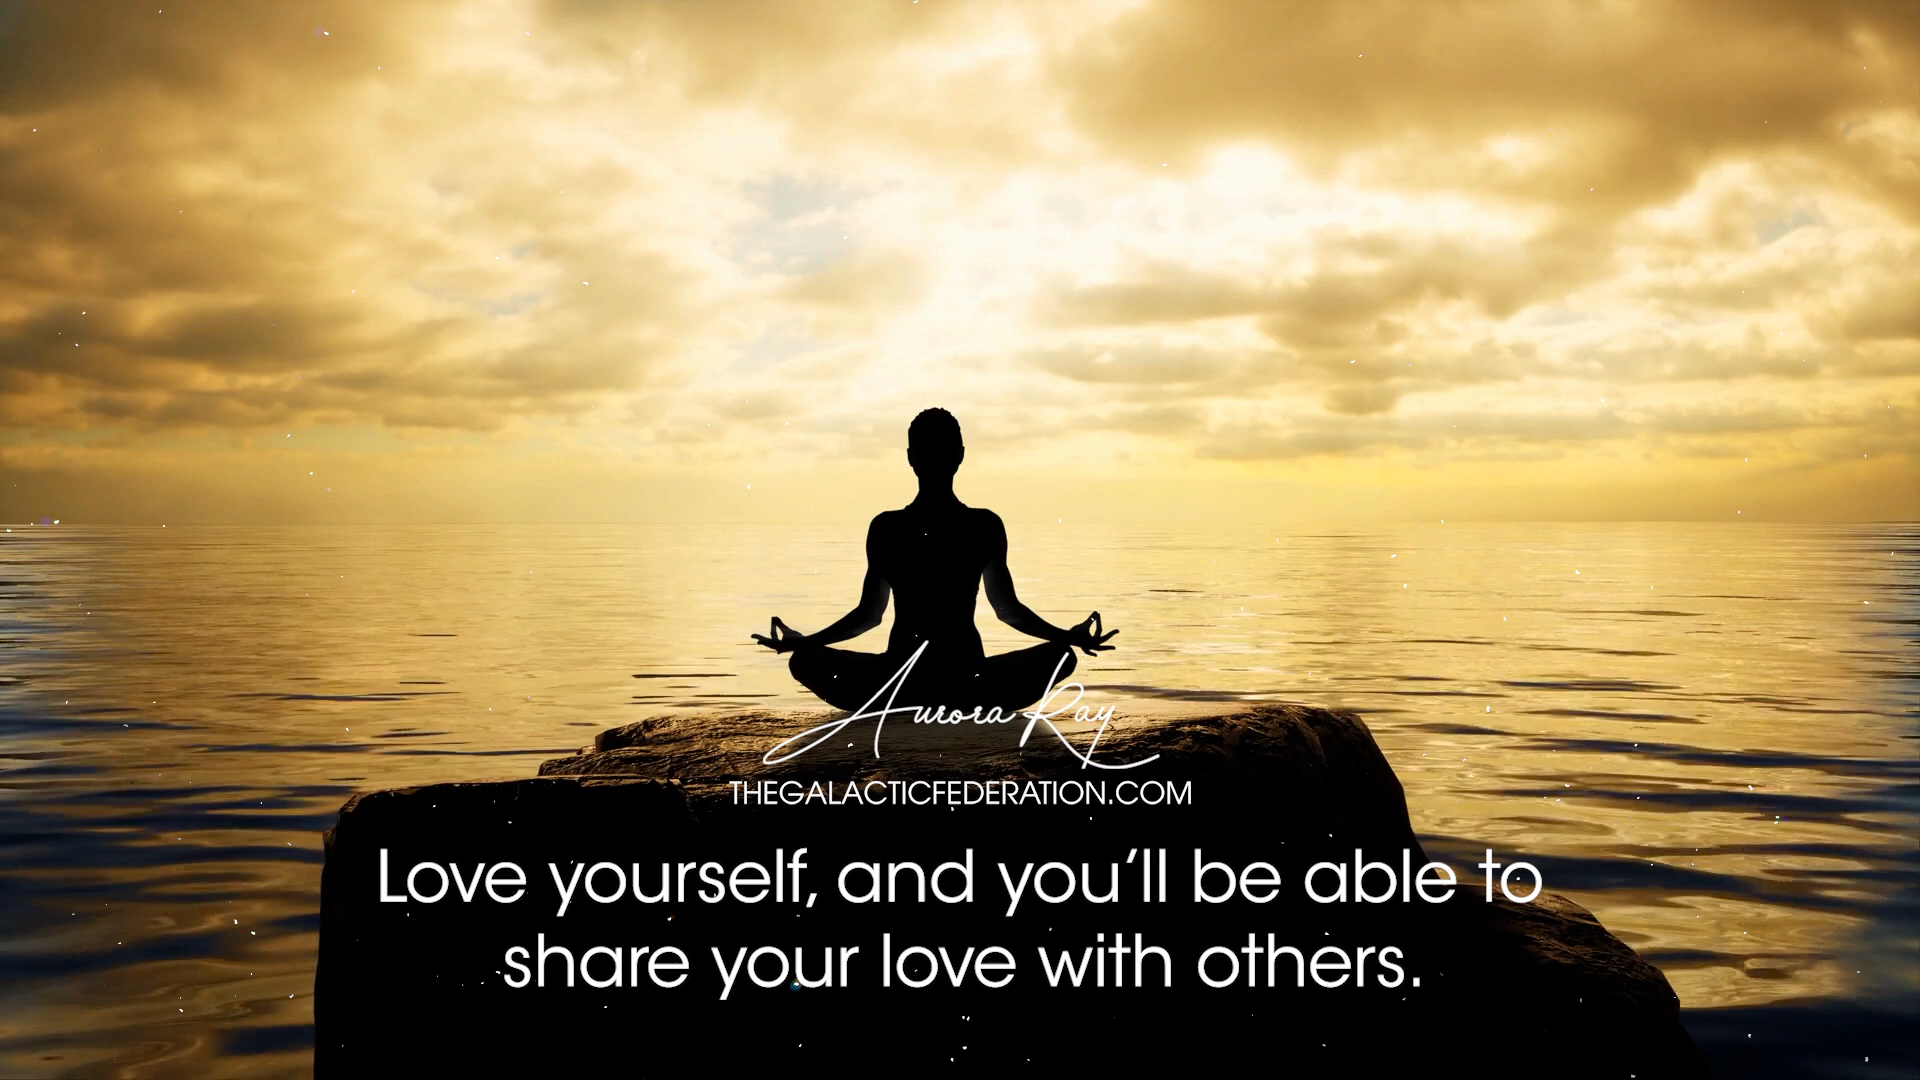 Aurora Ray
THEGALACTICFEDERATION.COM
Love yourself, and you’ll be able to
share your love with others.